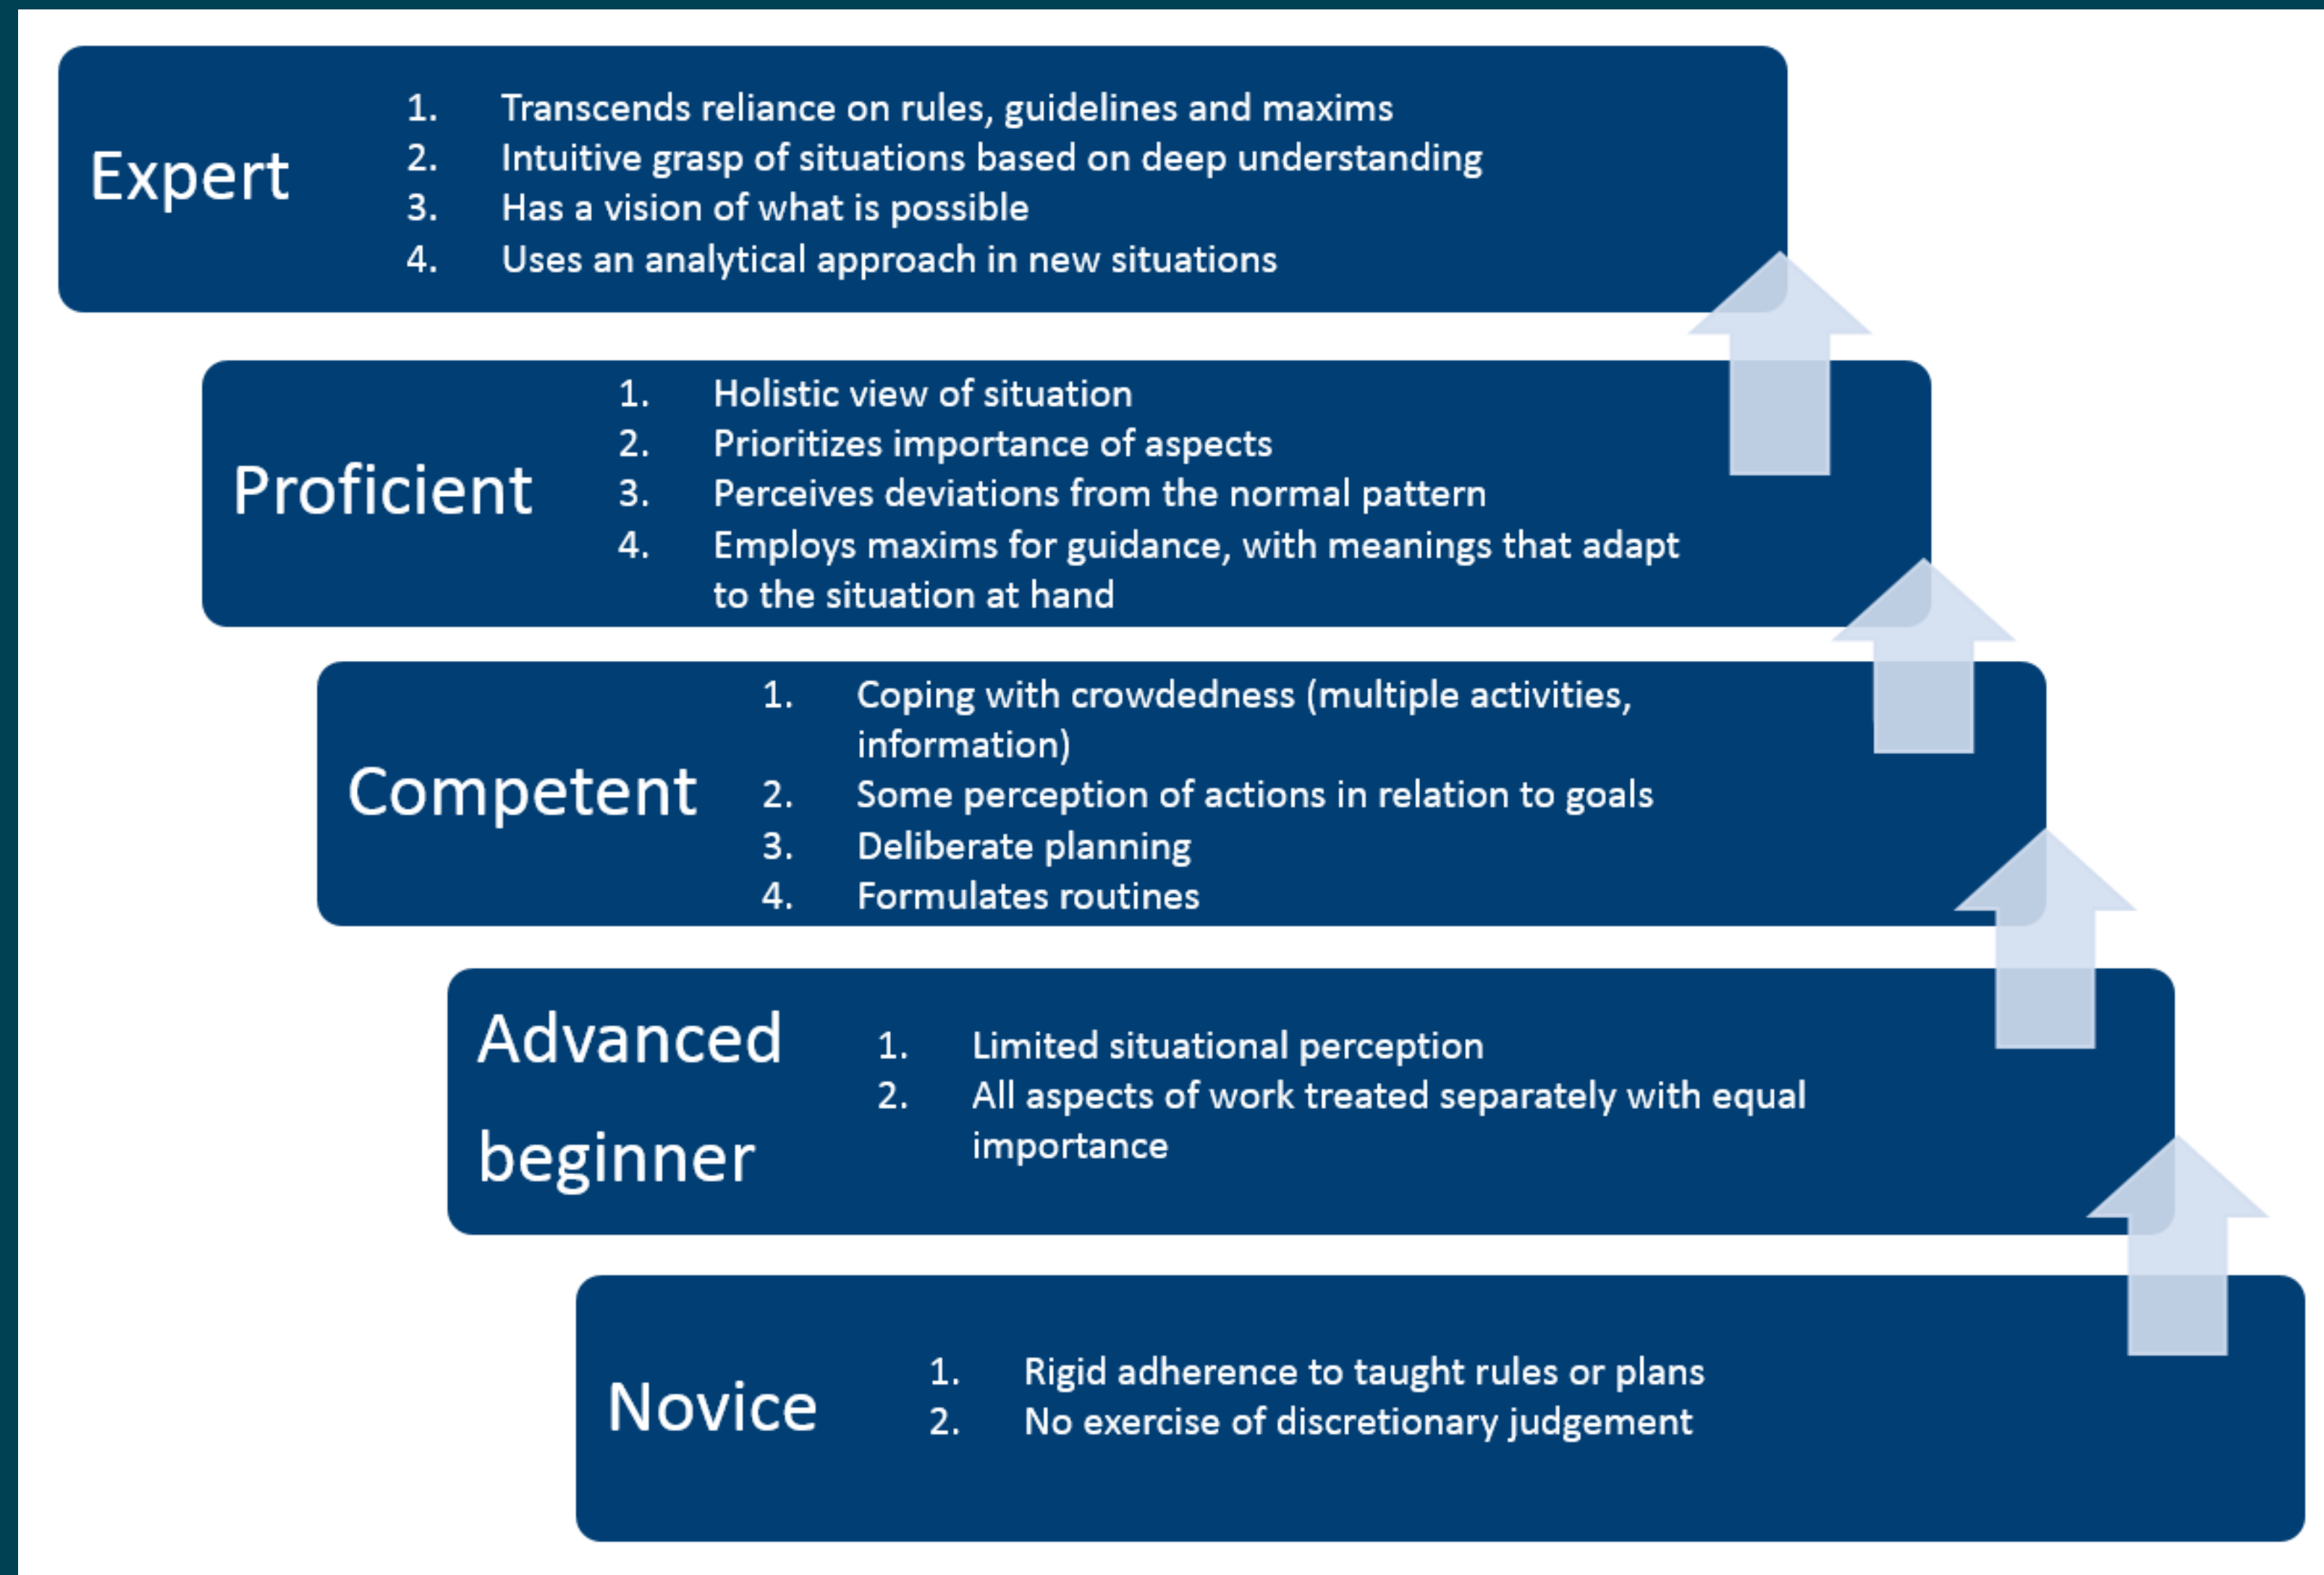 Expert
1. Transcends reliance on rules, guidelines and maxims
2. Intuitive grasp of situations based on deep understanding
3. Has a vision of what is possible
4. Uses an analytical approach in new situations
Proficient
1. Holistic view of situation
2. Prioritizes importance of aspects
3. Perceives deviations from the normal pattern
4. Employs maxims for guidance, with meanings that adapt
to the situation at hand
Competent
1. Coping with crowdedness (multiple activities,
information)
2. Some perception of actions in relation to goals
3. Deliberate planning
4. Formulates routines
Advanced
beginner
1. Limited situational perception
2. All aspects of work treated separately with equal
importance
Novice
1. Rigid adherence to taught rules or plans
2. No exercise of discretionary judgement